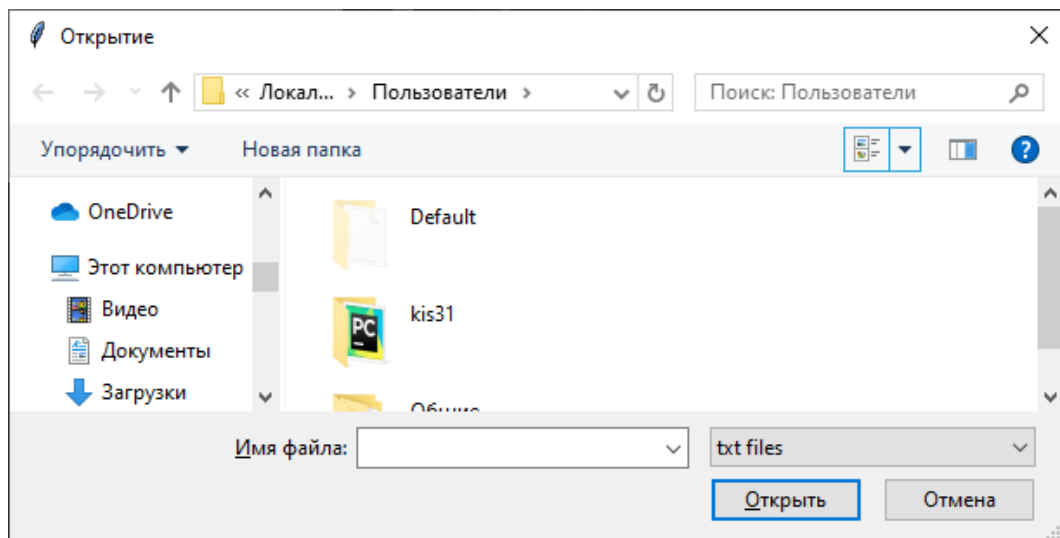 Открытие
« Локал... › Пользователи ›
Поиск: Пользователи
Упорядочить
Новая папка
OneDrive
Этот компьютер
Видео
Документы
Загрузки
Default
PC
kis31
Общие
Имя файла:
txt files
Открыть
Отмена